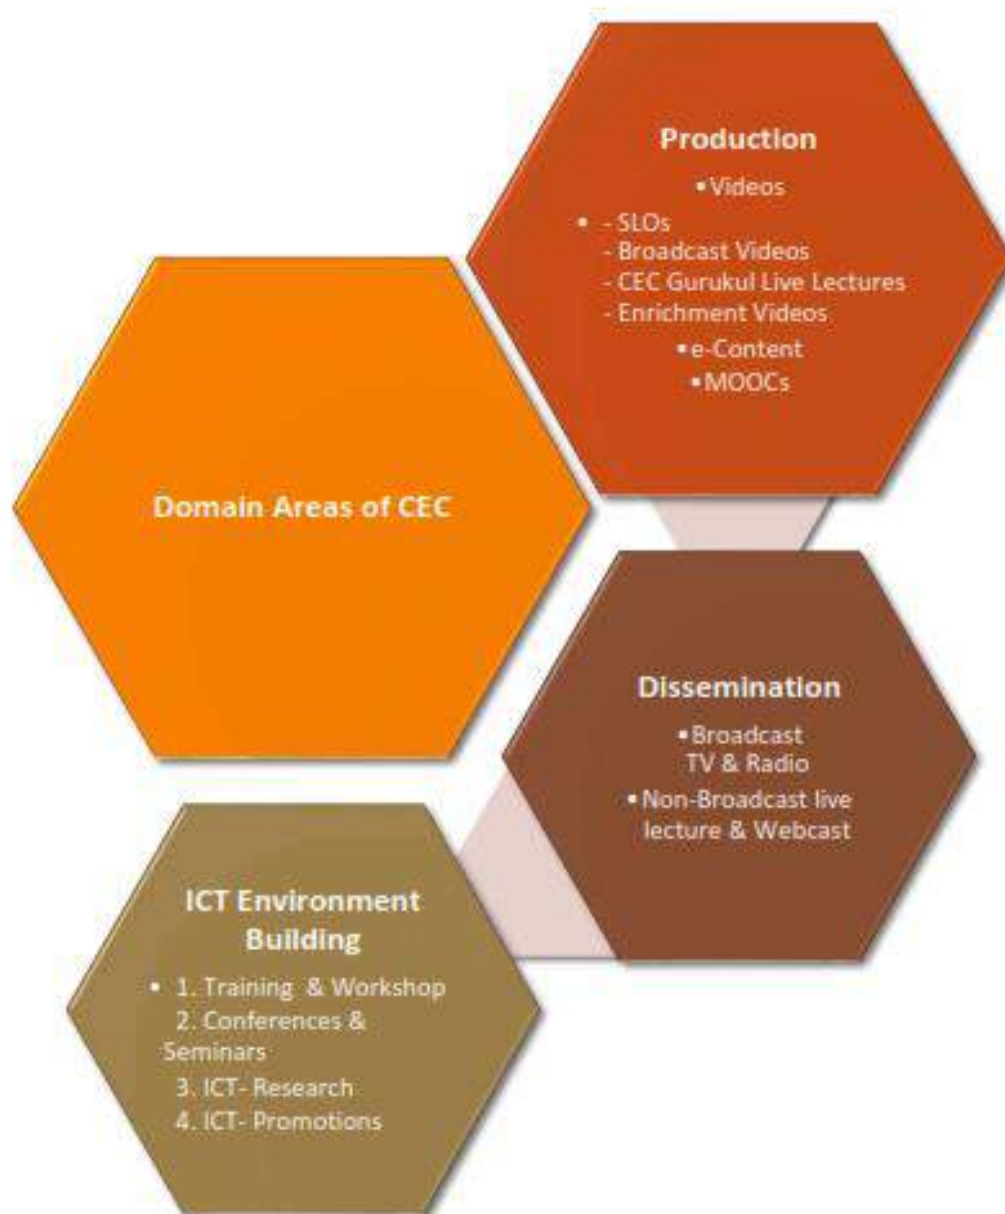 Production
▪ Videos
▪ - SLOs
- Broadcast Videos
- CEC Gurukul Live Lectures
- Enrichment Videos
▪ e-Content
▪ MOOCs
Domain Areas of CEC
Dissemination
▪ Broadcast
TV & Radio
▪ Non-Broadcast live
lecture & Webcast
ICT Environment
Building
▪ 1. Training & Workshop
2. Conferences &
Seminars
3. ICT- Research
4. ICT- Promotions